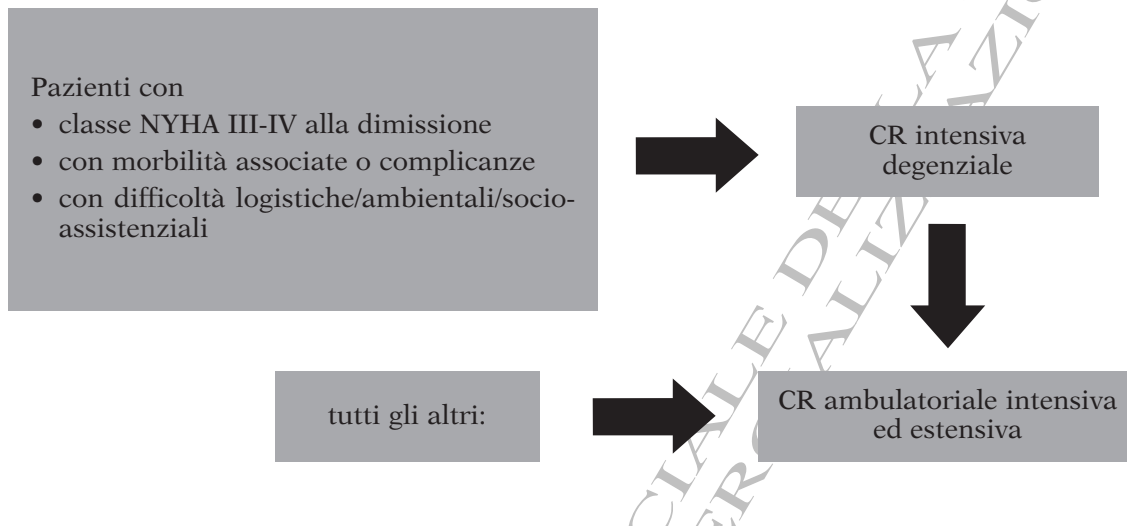 Pazienti con
• classe NYHA III-IV alla dimissione
• con morbilità associate o complicanze
• con difficoltà logistiche/ambientali/socio-
assistenziali
CR intensiva
degenziale
tutti gli altri:
CR ambulatoriale intensiva
ed estensiva